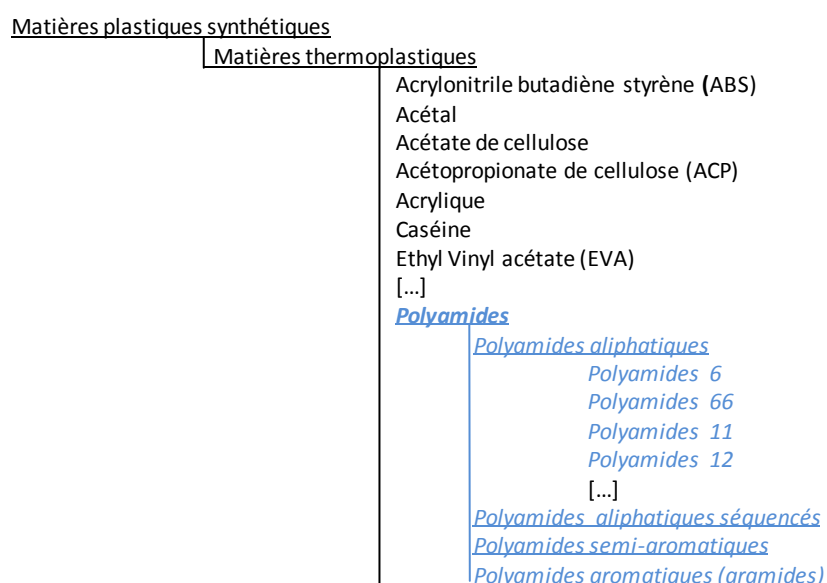 Matières plastiques synthétiques
Matières thermoplastiques
Acrylonitrile butadiène styrène (ABS)
Acétal
Acétate de cellulose
Acétopropionate de cellulose (ACP)
Acrylique
Caséine
Ethyl Vinyl acétate (EVA)
[...]
Polyamides
Polyamides aliphatiques
Polyamides 6
Polyamides 66
Polyamides 11
Polyamides 12
[...]
Polyamides aliphatiques séquencés
Polyamides semi-aromatiques
Polyamides aromatiques (aramides)